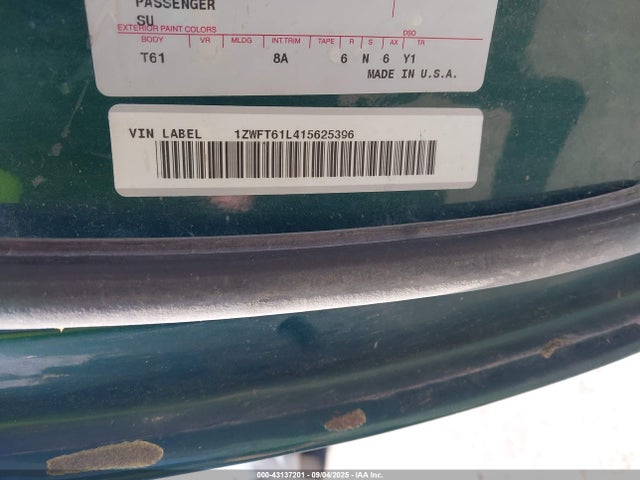 PASSENGER
SU
EXTERIOR PAINT COLORS DSO
BODY VR MLDG INT.TRIM TAPE R S AX TR
T61 8A 6 N 6 Y1
MADE IN U.S.A.
VIN LABEL 1ZWFT61L415625396
000-43137201 - 09/04/2025 - IAA Inc.